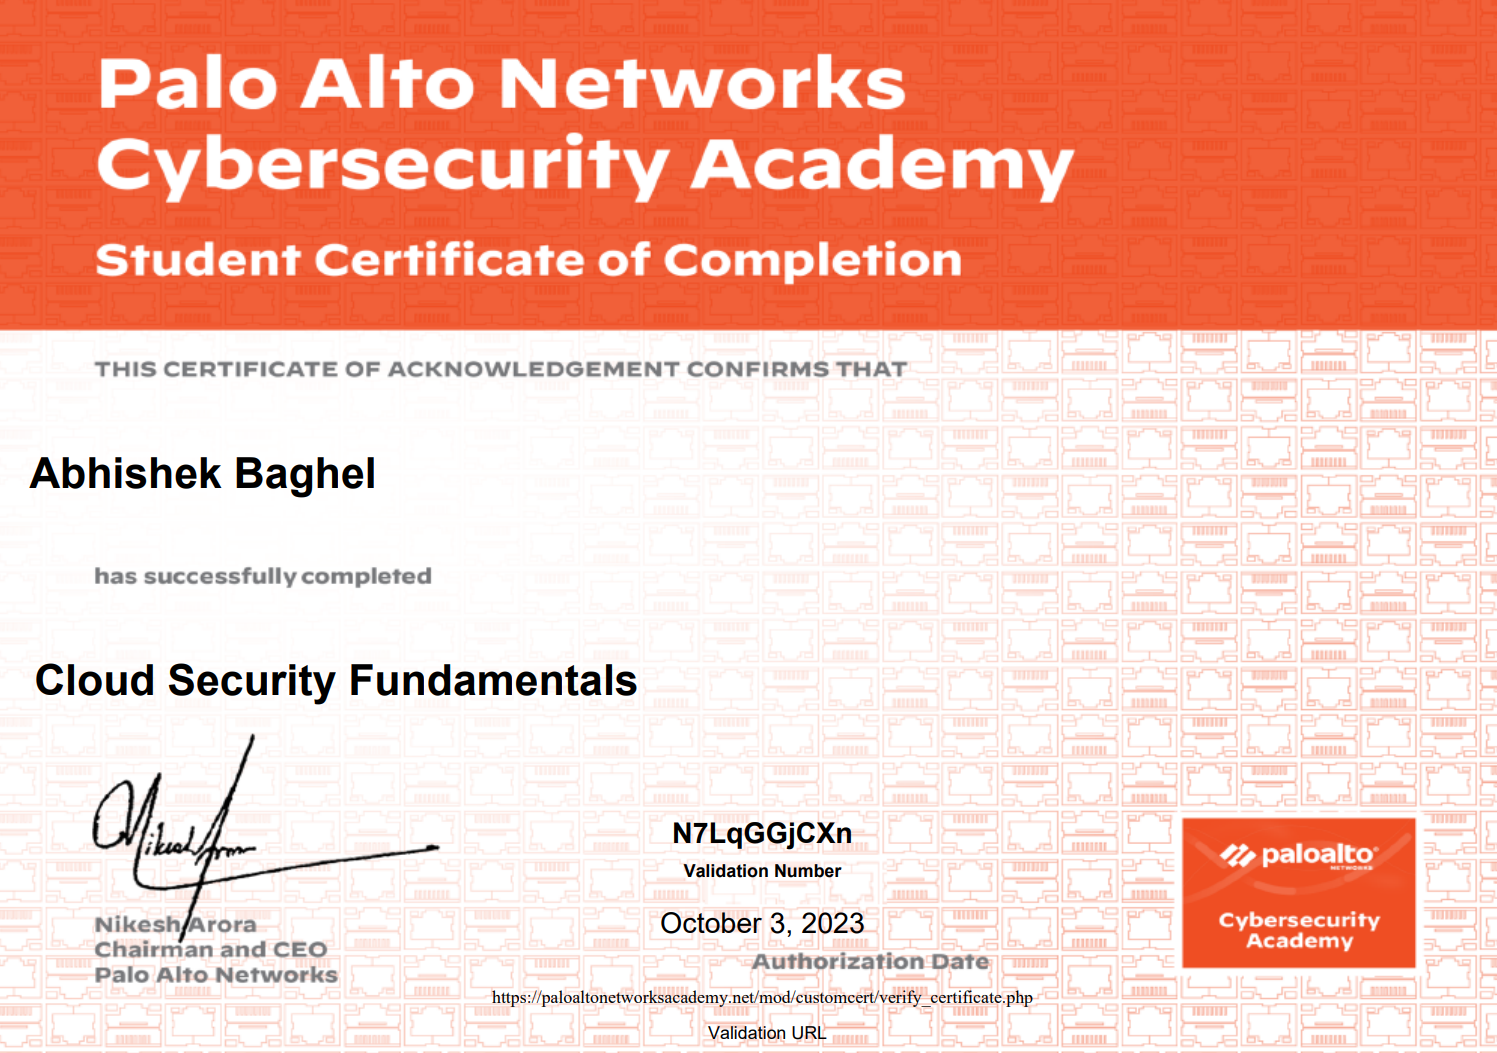 Palo Alto Networks
Cybersecurity Academy
Student Certificate of Completion
THIS CERTIFICATE OF ACKNOWLEDGEMENT CONFIRMS THAT
Abhishek Baghel
has successfully completed
Cloud Security Fundamentals
Nikesh Arora
Nikesh Arora
Chairman and CEO
Palo Alto Networks
N7LqGGjCXn
Validation Number
October 3, 2023
Authorization Date
https://paloaltonetworksacademy.net/mod/customcert/verify_certificate.php
Validation URL
paloalto®
NETWORKS
Cybersecurity
Academy